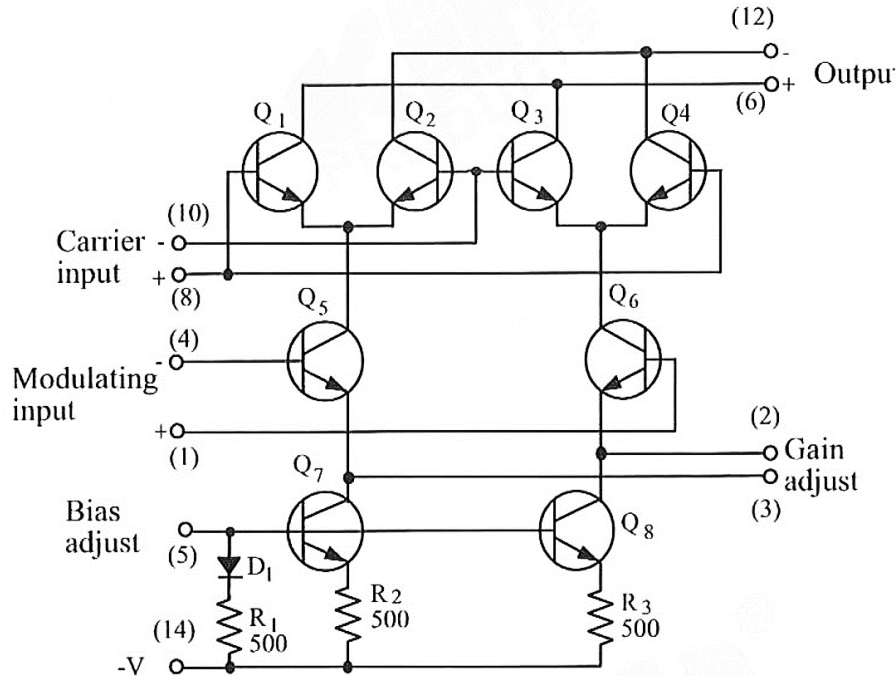 (12)
-
Output
+
(6)
Q1
Q2
Q3
Q4
(10)
Carrier
input
-
+
(8)
Q5
Q6
(4)
-
Modulating
input
+
(1)
(2)
Gain
adjust
(3)
Q7
Q8
Bias
adjust
(5)
D1
R1
500
R2
500
R3
500
(14)
-V